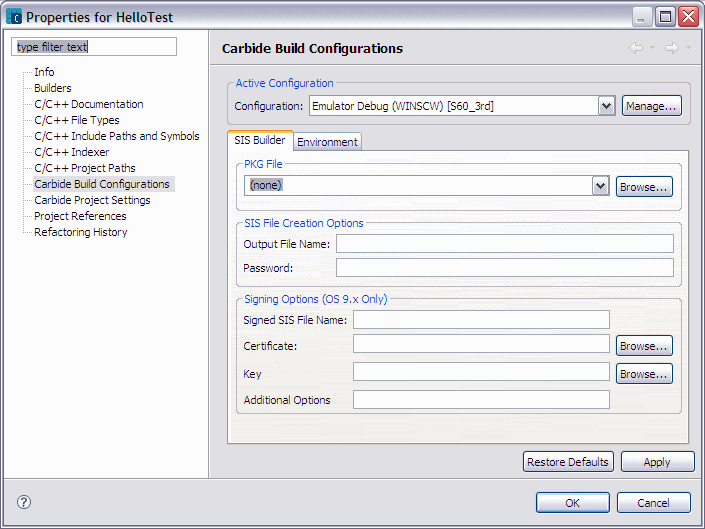 Properties for HelloTest
type filter text
Info
Builders
C/C++ Documentation
C/C++ File Types
C/C++ Include Paths and Symbols
C/C++ Indexer
C/C++ Project Paths
Carbide Build Configurations
Carbide Project Settings
Project References
Refactoring History
Carbide Build Configurations
Active Configuration
Configuration: Emulator Debug (WINSCW) [S60_3rd] Manage...
SIS Builder Environment
PKG File
(none) Browse...
SIS File Creation Options
Output File Name:
Password:
Signing Options (OS 9.x Only)
Signed SIS File Name:
Certificate: Browse...
Key Browse...
Additional Options
Restore Defaults Apply
? OK Cancel